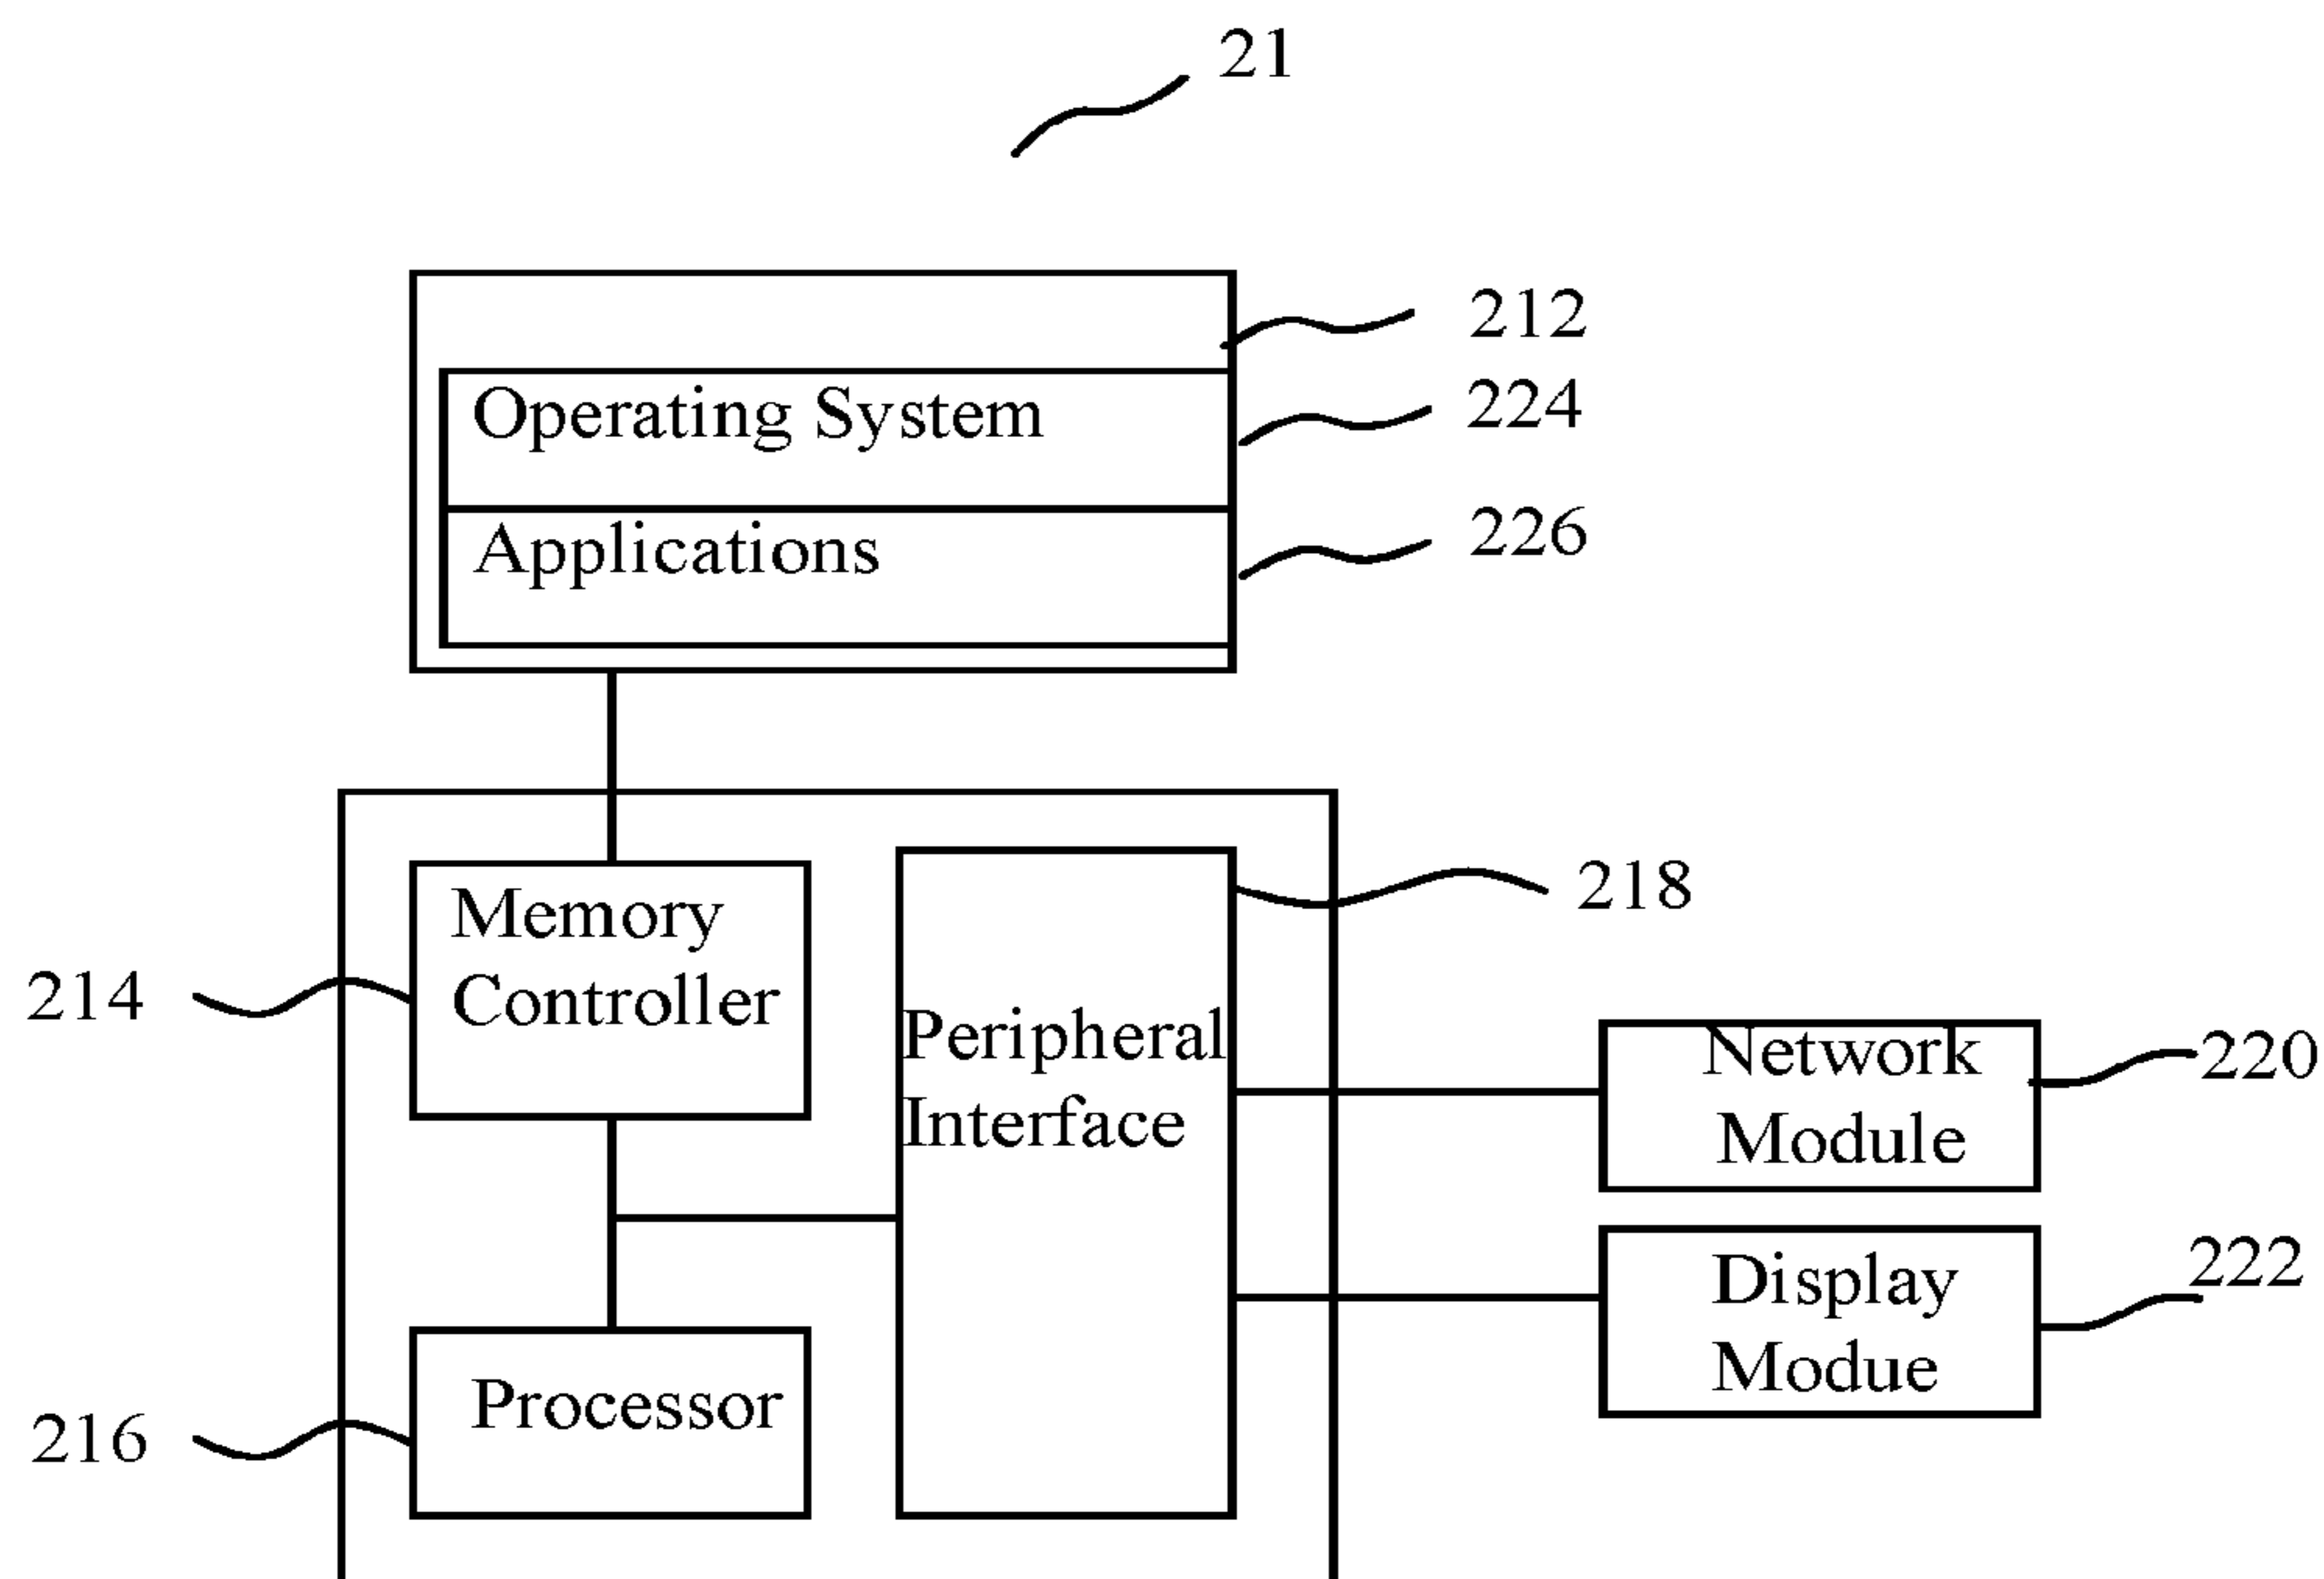 21
212
Operating System
224
Applications
226
Memory
Controller
218
214
Peripheral
Interface
Network
Module
220
Display
Modue
222
Processor
216